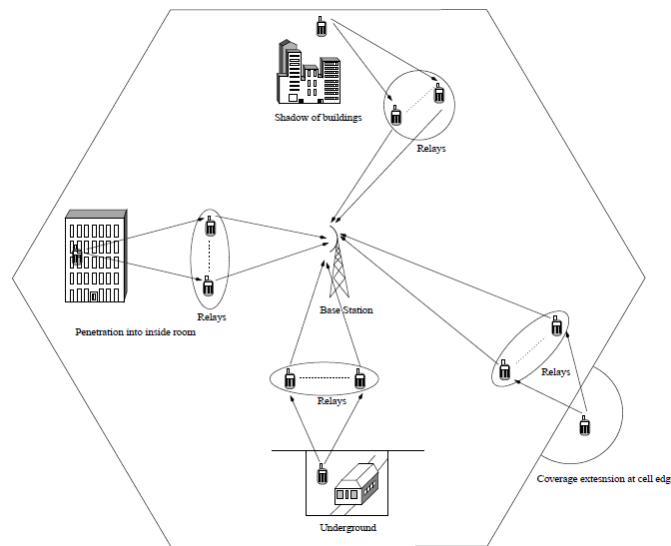 Shadow of buildings
Relays
Base Station
Relays
Penetration into inside room
Relays
Relays
Coverage extesnsion at cell edg
Underground